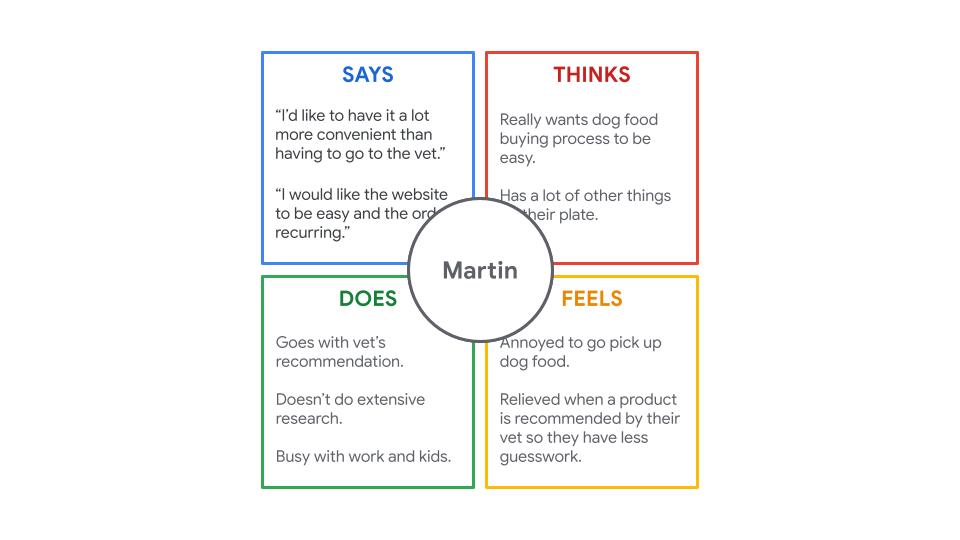 SAYS
“I’d like to have it a lot
more convenient than
having to go to the vet.”
“I would like the website
to be easy and the ord
recurring.”
THINKS
Really wants dog food
buying process to be
easy.
Has a lot of other things
their plate.
Martin
DOES
Goes with vet’s
recommendation.
Doesn’t do extensive
research.
Busy with work and kids.
FEELS
Annoyed to go pick up
dog food.
Relieved when a product
is recommended by their
vet so they have less
guesswork.